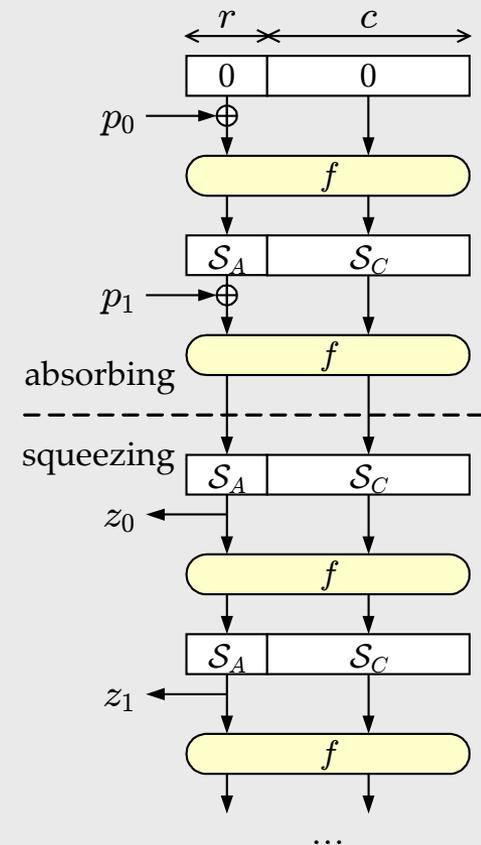 r c
0 0
p₀ ⊕
f
S_A S_C
p₁ ⊕
f
absorbing
squeezing
S_A S_C
z₀
f
S_A S_C
z₁
f
...